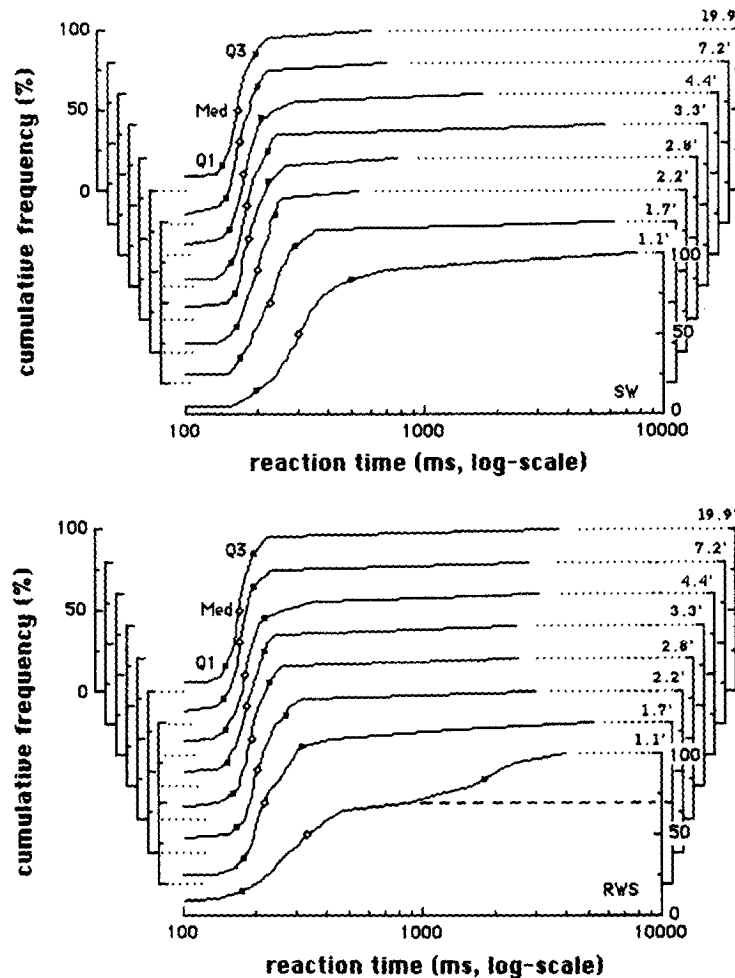 cumulative frequency (%)
100
50
0
Q3
Med
Q1
19.9'
7.2'
4.4'
3.3'
2.8'
2.2'
1.7'
1.1'
100
50
0
SW
100
1000
10000
reaction time (ms, log-scale)
cumulative frequency (%)
100
50
0
Q3
Med
Q1
19.9'
7.2'
4.4'
3.3'
2.8'
2.2'
1.7'
1.1'
100
50
0
RWS
100
1000
10000
reaction time (ms, log-scale)